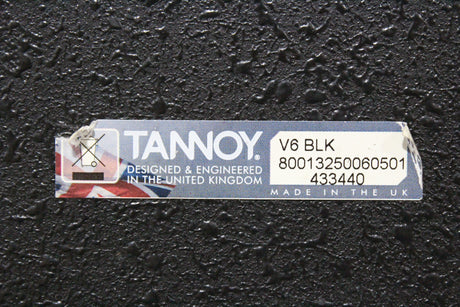 TANNOY®
DESIGNED & ENGINEERED
IN THE UNITED KINGDOM
V6 BLK
80013250060501
433440
MADE IN THE UK